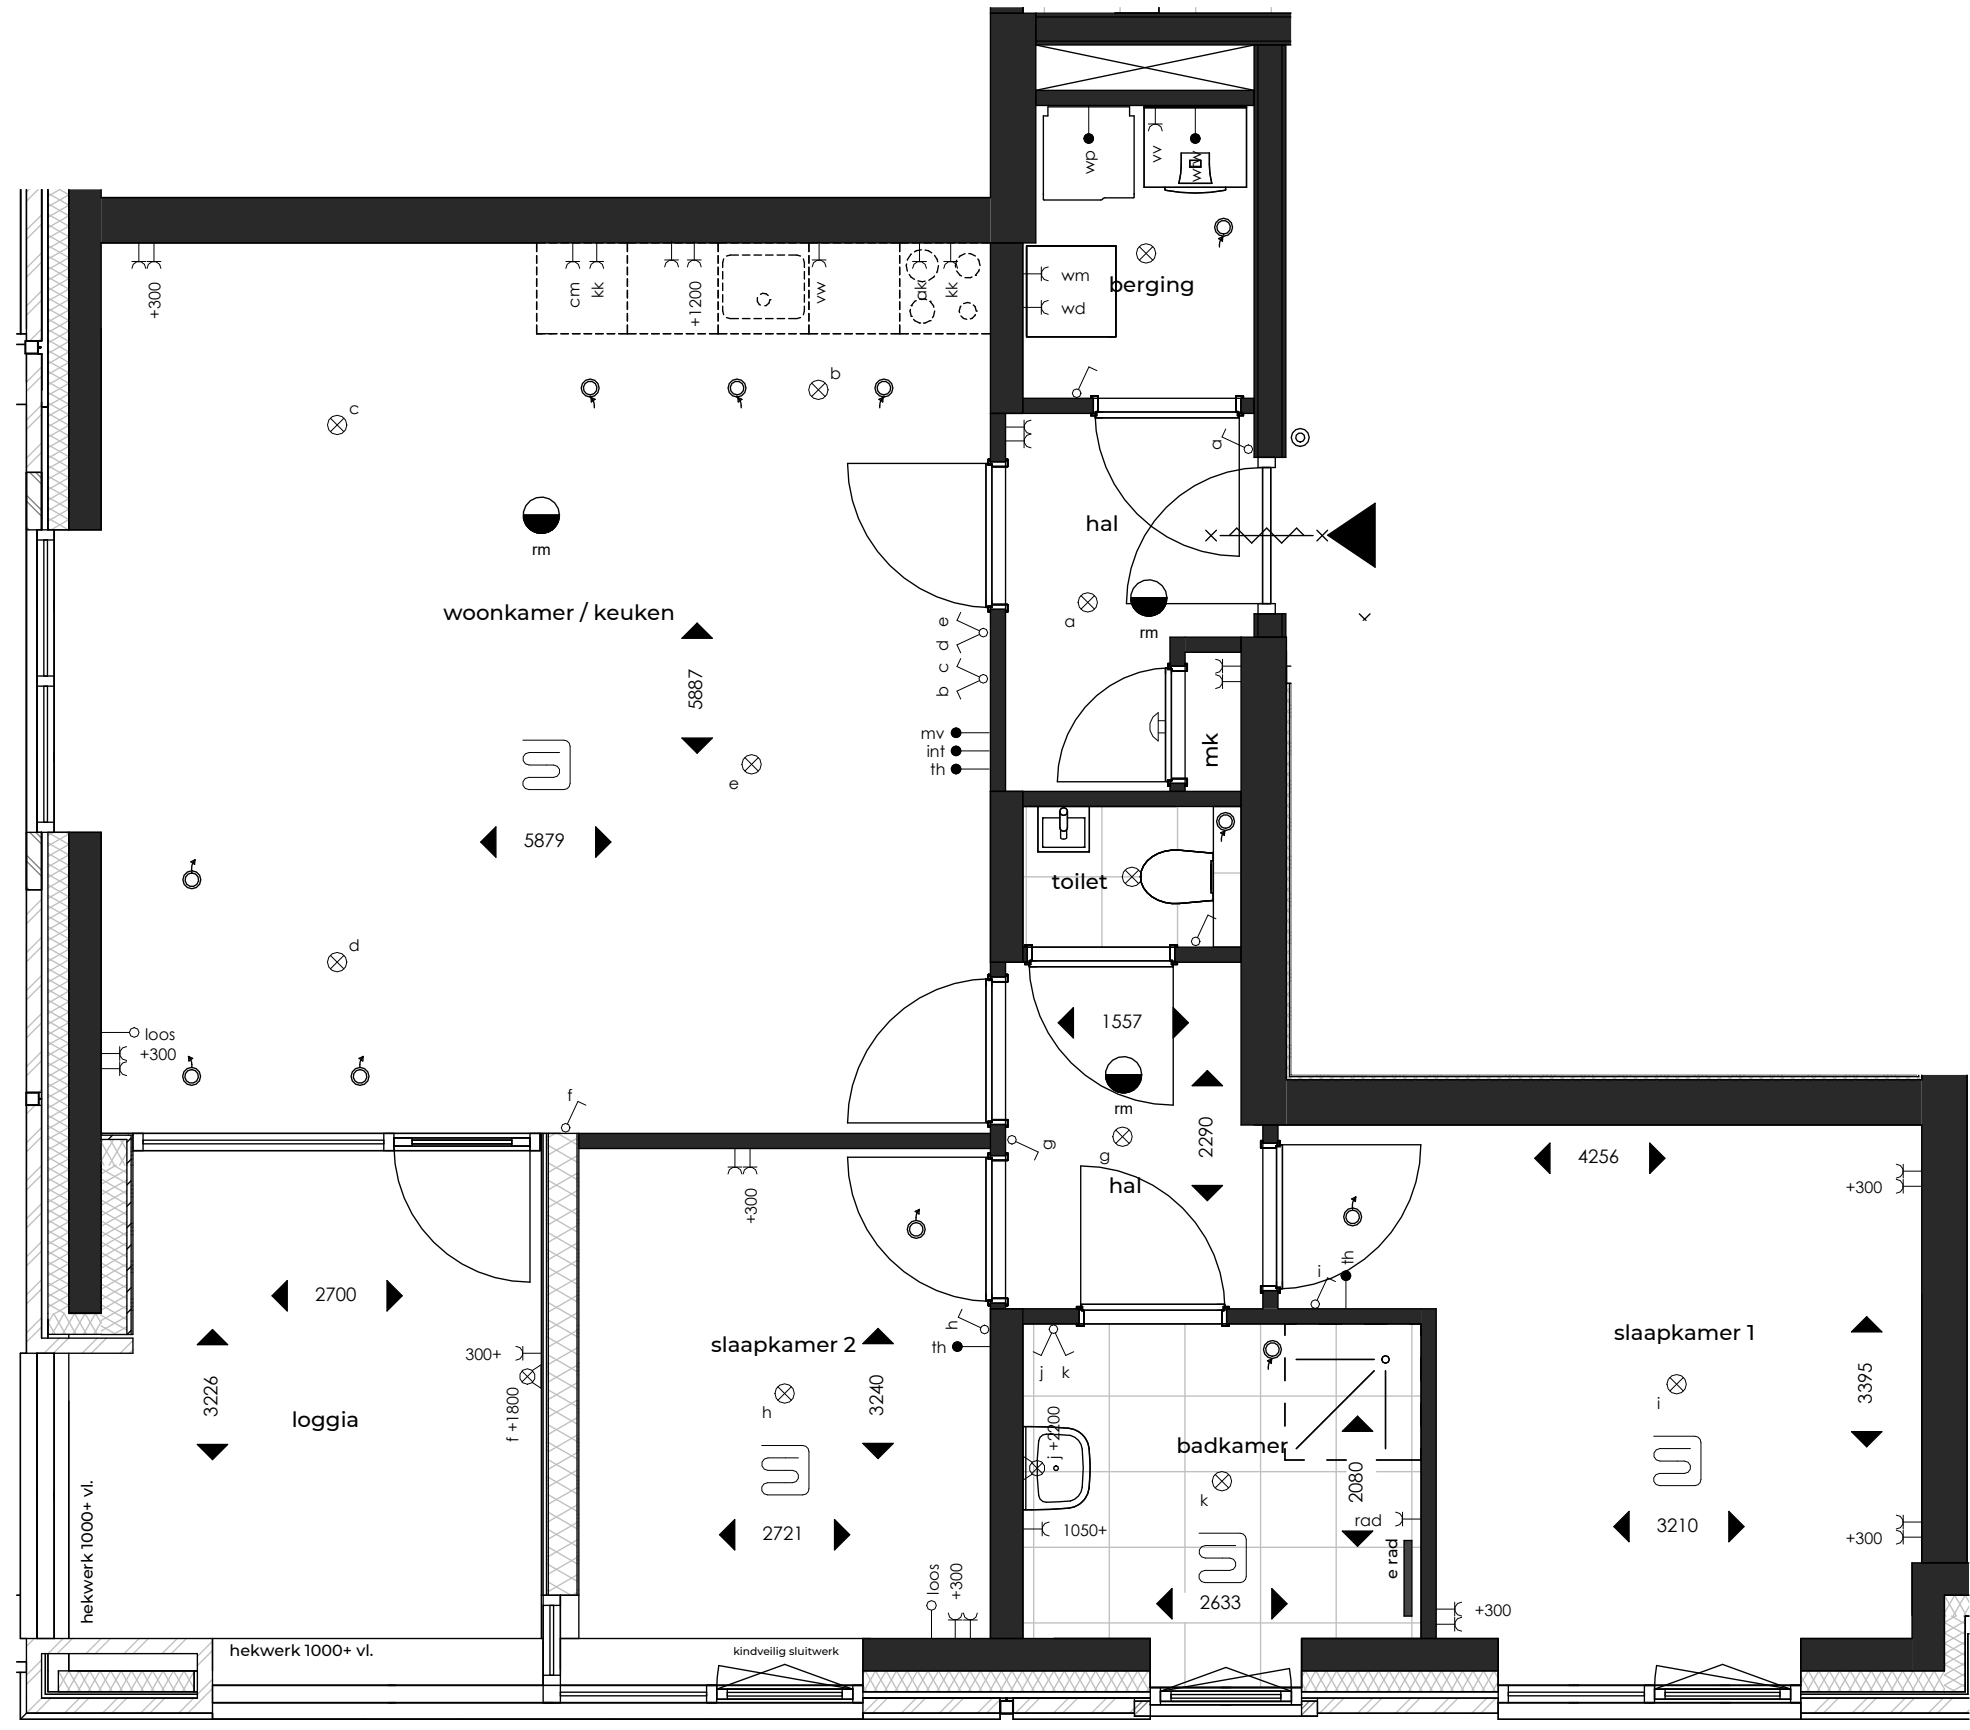 wp
vv
+300
cm
kk
+1200
vw
ak
kk
wm
wd
berging
b
c
a
hal
rm
woonkamer / keuken
a
rm
e
d
c
b
5887
mv
int
th
mk
e
5879
toilet
d
1557
loos
+300
rm
f
g
g
hal
2290
4256
+300
+300
th
i
2700
h
th
slaapkamer 2
slaapkamer 1
300+
j
k
3226
f +1800
loggia
h
3240
j +2200
badkamer
i
3395
k
2080
rad
e rad
2721
1050+
3210
+300
hekwerk 1000+ vl.
loos
+300
2633
+300
hekwerk 1000+ vl.
kindveilig sluitwerk